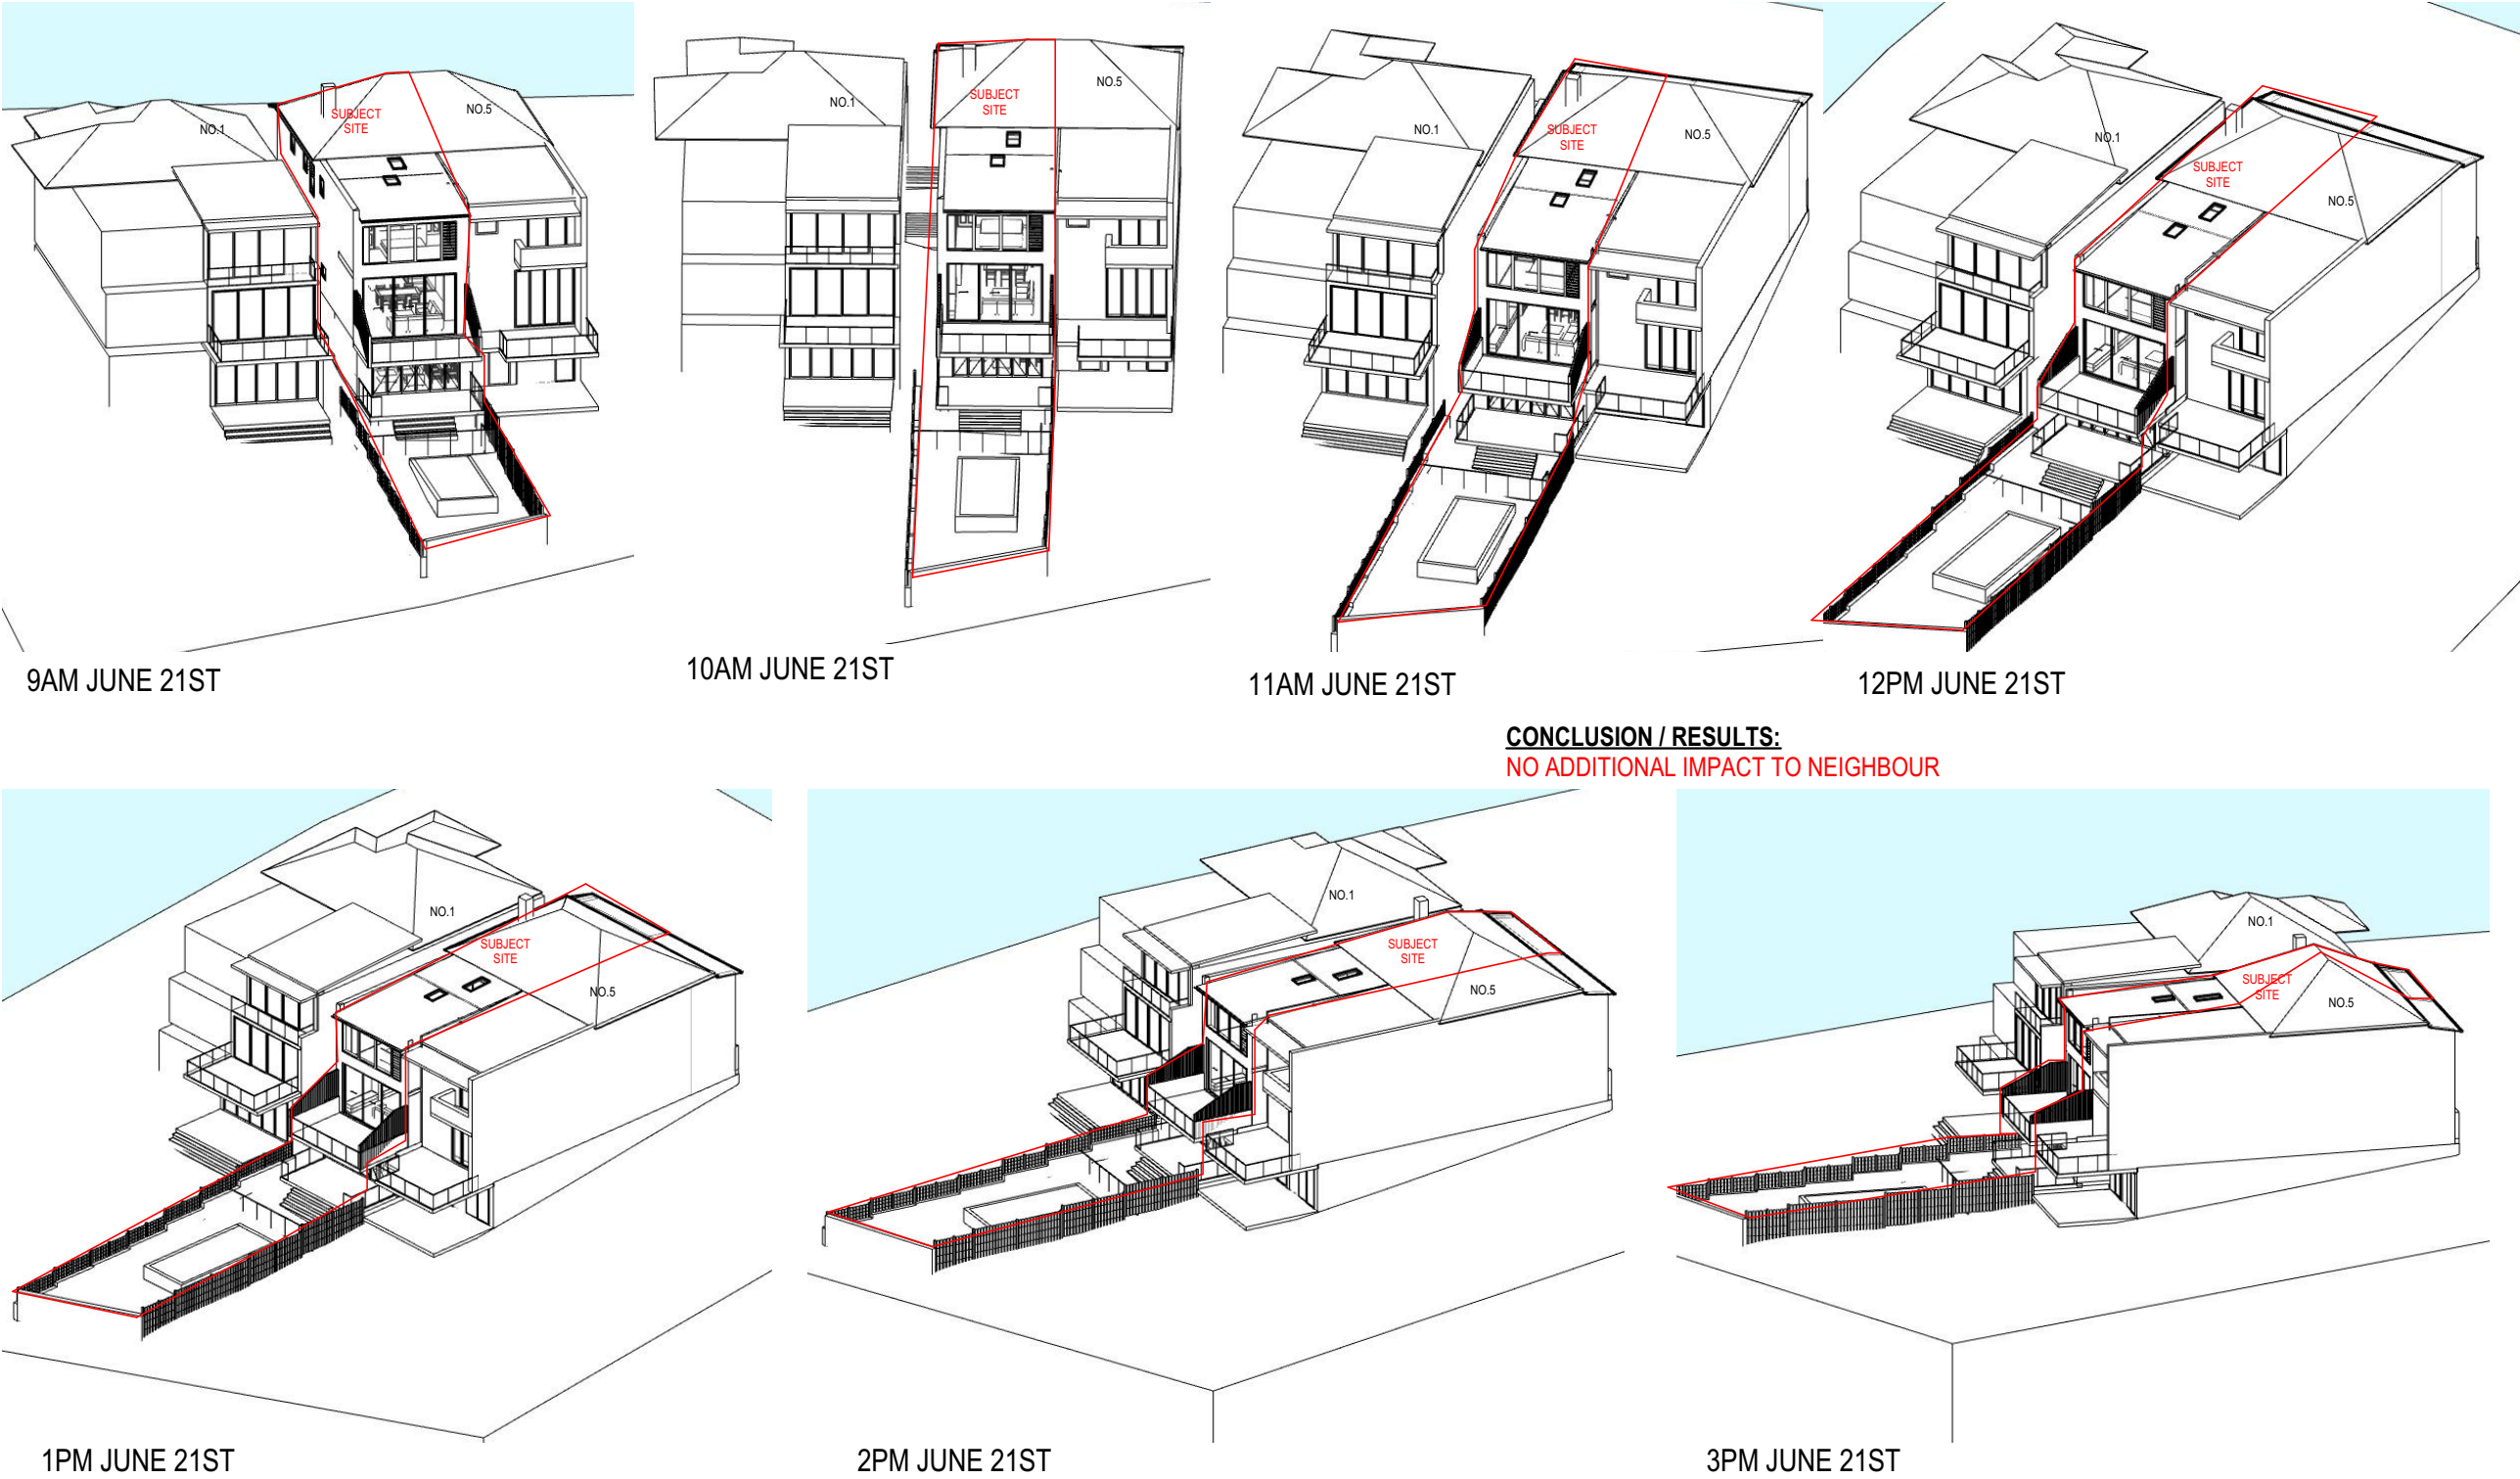 NO.1
SUBJECT
SITE
NO.5
9AM JUNE 21ST
NO.1
SUBJECT
SITE
NO.5
10AM JUNE 21ST
NO.1
SUBJECT
SITE
NO.5
11AM JUNE 21ST
NO.1
SUBJECT
SITE
NO.5
12PM JUNE 21ST
CONCLUSION / RESULTS:
NO ADDITIONAL IMPACT TO NEIGHBOUR
NO.1
SUBJECT
SITE
NO.5
1PM JUNE 21ST
NO.1
SUBJECT
SITE
NO.5
2PM JUNE 21ST
NO.1
SUBJECT
SITE
NO.5
3PM JUNE 21ST